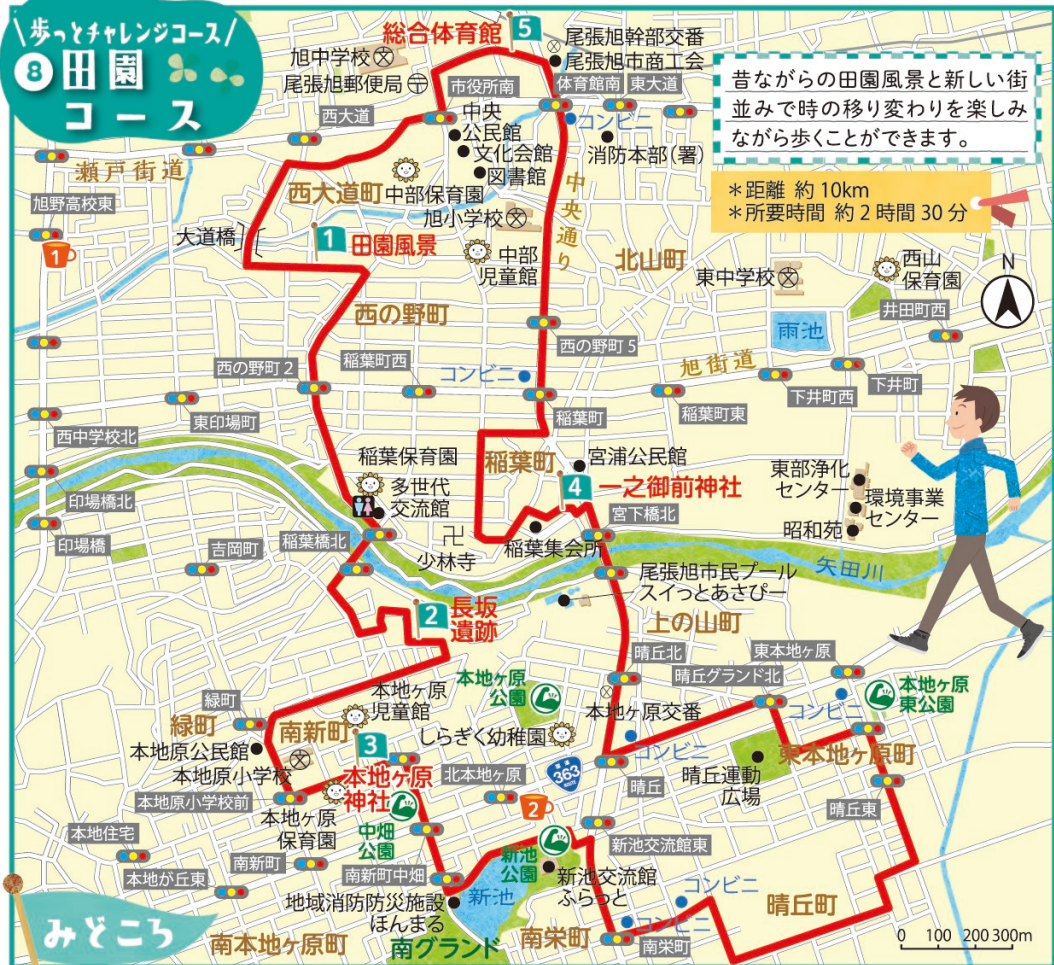 歩っとチャレンジコース
8 田園
コース
昔ながらの田園風景と新しい街
並みで時の移り変わりを楽しみ
ながら歩くことができます。
*距離 約10km
*所要時間 約2時間30分
総合体育館
5
尾張旭幹部交番
尾張旭市商工会
旭中学校
尾張旭郵便局
市役所南
体育館南
東大道
西大道
中央
公民館
文化会館
図書館
コンビニ
消防本部(署)
瀬戸街道
旭野高校東
1
西大道町
中部保育園
旭小学校
大道橋
1
田園風景
中部
児童館
中央通り
北山町
東中学校
西山
保育園
N
井田町西
雨池
西の野町
西の野町5
西の野町2
稲葉町西
コンビニ
旭街道
下井町
下井町西
東印場町
稲葉町
稲葉町東
西中学校北
稲葉保育園
稲葉町
宮浦公民館
多世代
交流館
4
一之御前神社
東部浄化
センター
環境事業
センター
昭和苑
印場橋北
印場橋
吉岡町
稲葉橋北
少林寺
稲葉集会所
宮下橋北
矢田川
尾張旭市民プール
スイっとあさぴー
2
長坂
遺跡
上の山町
晴丘北
東本地ヶ原
晴丘グランド北
本地ヶ原
公園
コンビニ
本地ヶ原
東公園
緑町
緑町
南新町
本地ヶ原
児童館
本地ヶ原交番
しらぎく幼稚園
コンビニ
本地原公民館
本地原小学校
3
本地ヶ原
神社
北本地ヶ原
国道
363
ROUTE
晴丘
晴丘運動
広場
東本地ヶ原町
晴丘東
本地原小学校前
本地ヶ原
保育園
中畑
公園
2
新池交流館東
本地住宅
本地が丘東
南新町
南新町中畑
新池
公園
新池交流館
ふらっと
コンビニ
新池
地域消防防災施設
ほんまる
コンビニ
晴丘町
みどころ
南本地ヶ原町
南グランド
南栄町
南栄町
0 100 200 300m